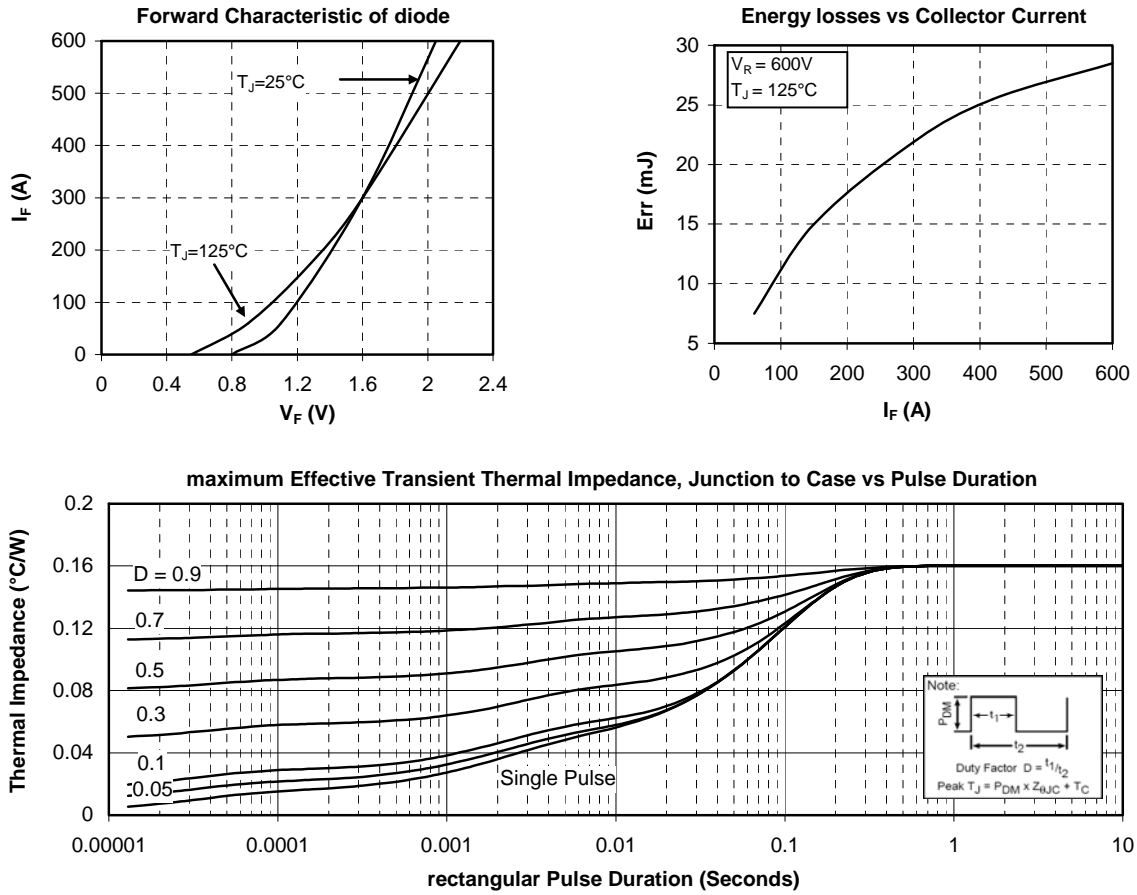 Forward Characteristic of diode
600
500
400
300
200
100
0
0 0.4 0.8 1.2 1.6 2 2.4
I_F (A)
V_F (V)
T_J=25°C
T_J=125°C
Energy losses vs Collector Current
30
25
20
15
10
5
0 100 200 300 400 500 600
Err (mJ)
I_F (A)
V_R = 600V
T_J = 125°C
maximum Effective Transient Thermal Impedance, Junction to Case vs Pulse Duration
0.2
0.16
0.12
0.08
0.04
0
0.00001 0.0001 0.001 0.01 0.1 1 10
Thermal Impedance (°C/W)
rectangular Pulse Duration (Seconds)
D = 0.9
0.7
0.5
0.3
0.1
0.05
Single Pulse
Note:
P_DM
t_1
t_2
Duty Factor D = t_1/t_2
Peak T_J = P_DM x Z_θJC + T_C